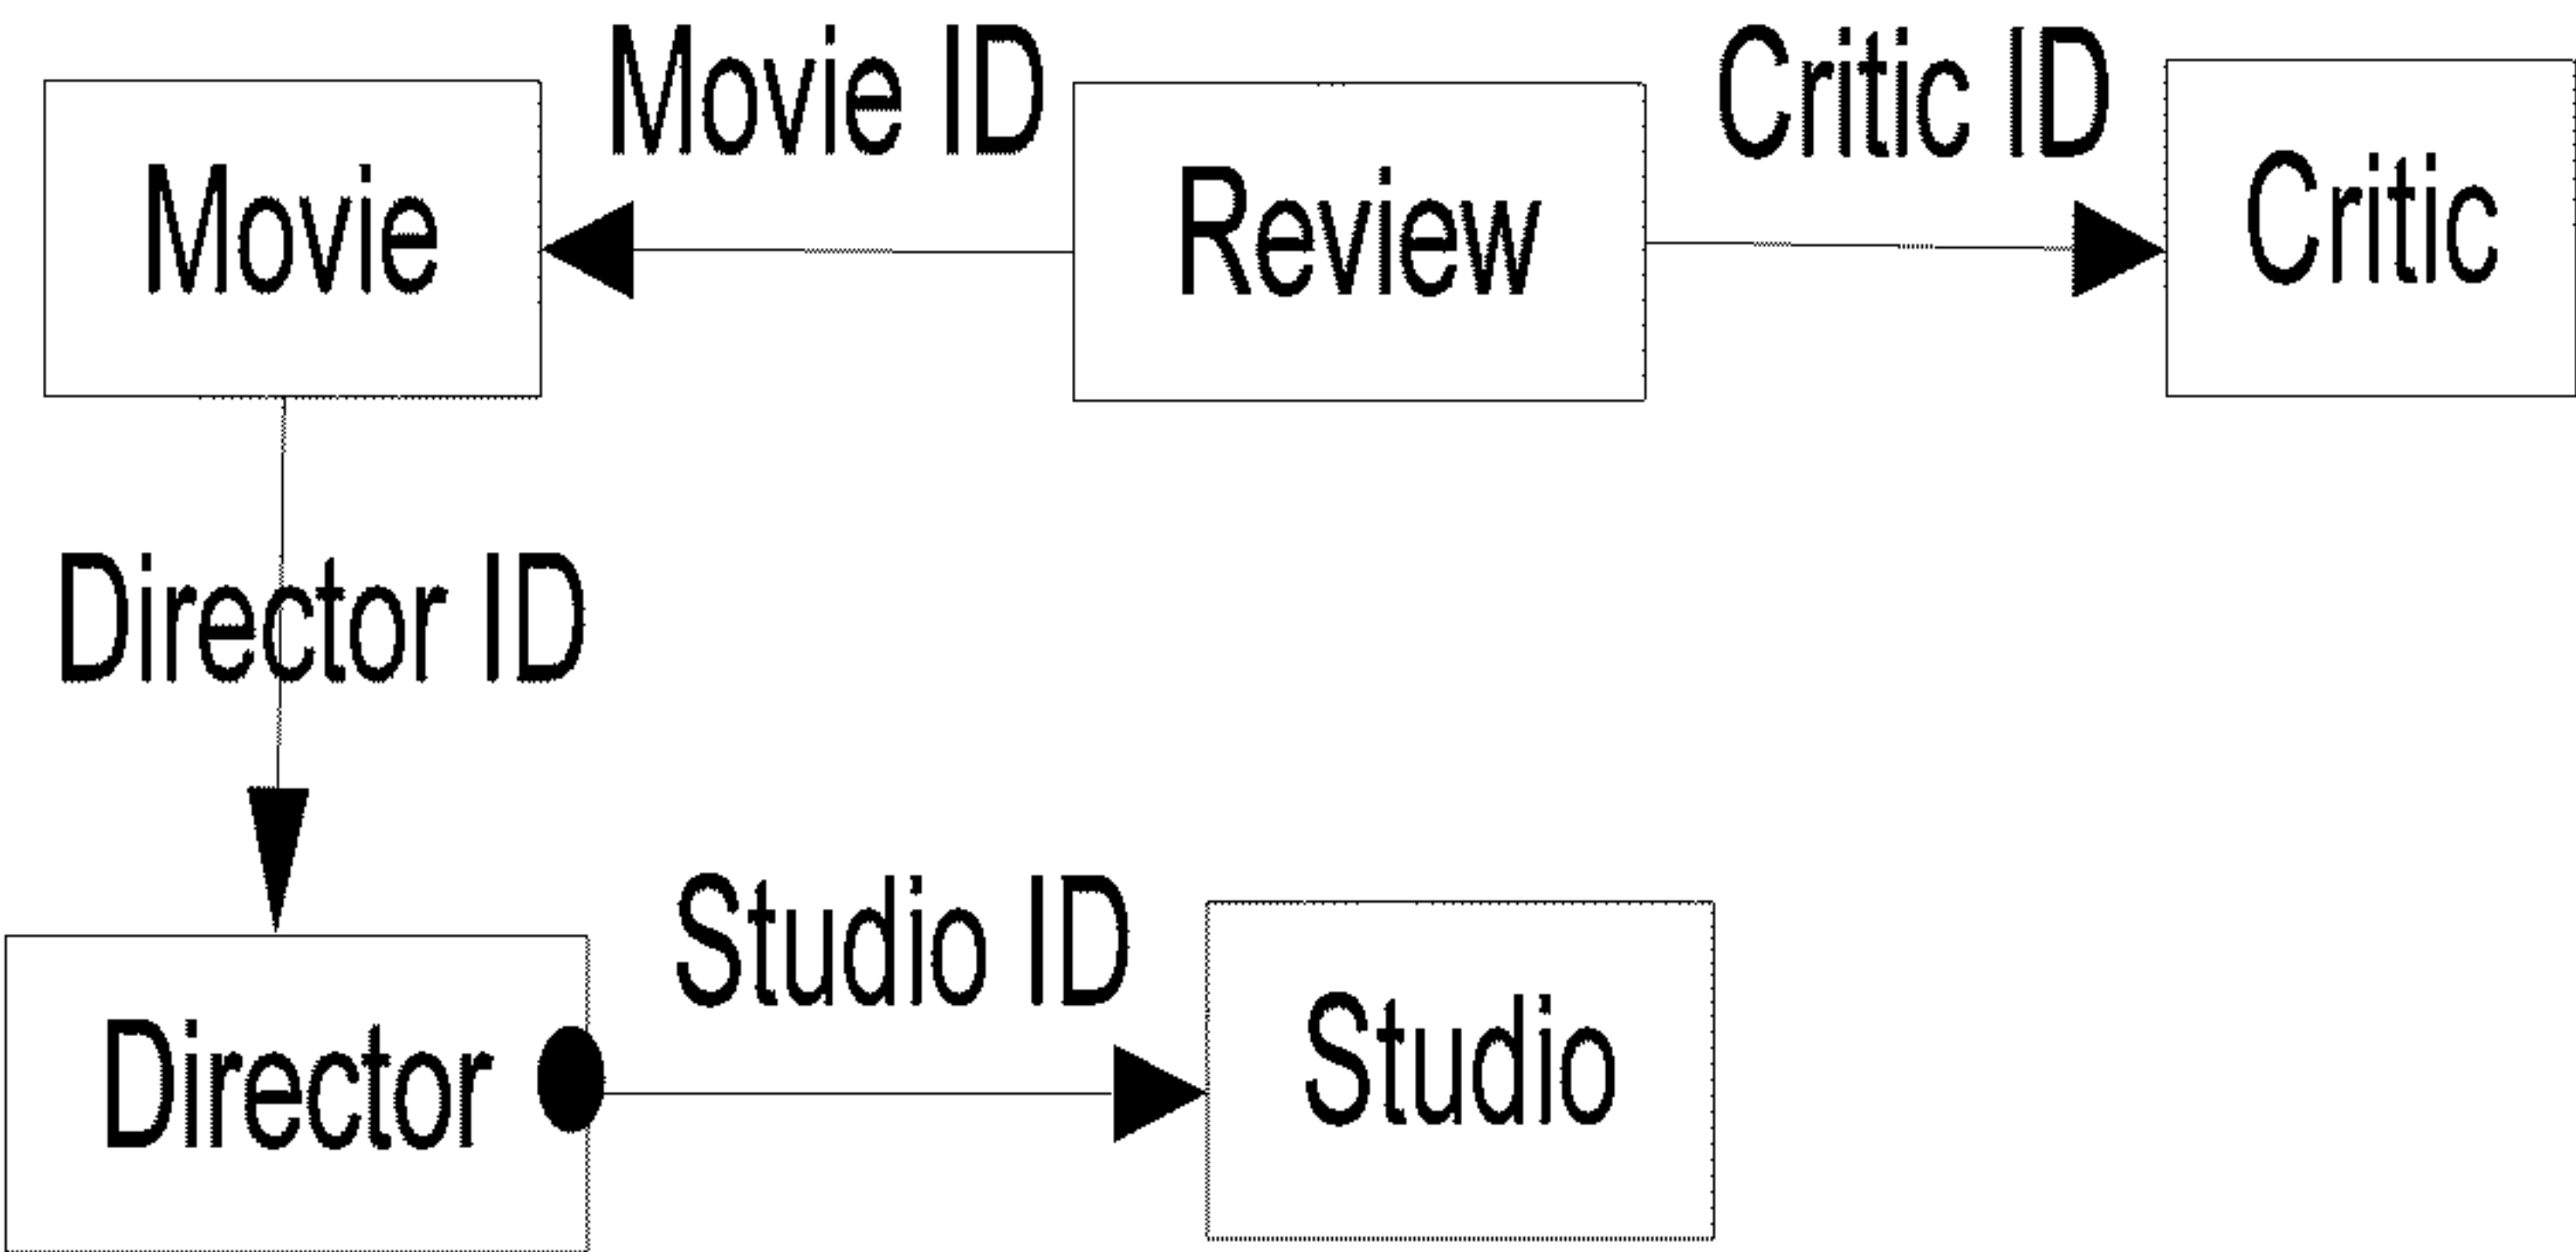 Movie
Movie ID
Review
Critic ID
Critic
Director ID
Director
Studio ID
Studio